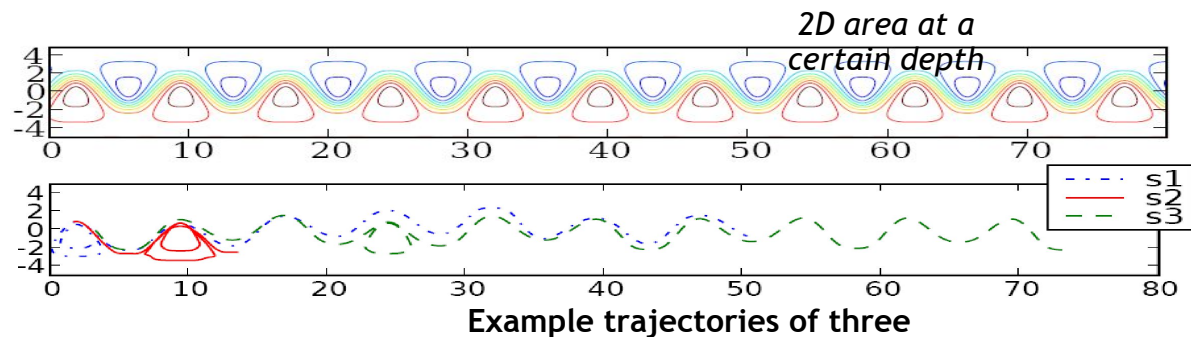 2D area at a
certain depth
4
2
0
-2
-4
0 10 20 30 40 50 60 70
s1
s2
s3
4
2
0
-2
-4
0 10 20 30 40 50 60 70 80
Example trajectories of three